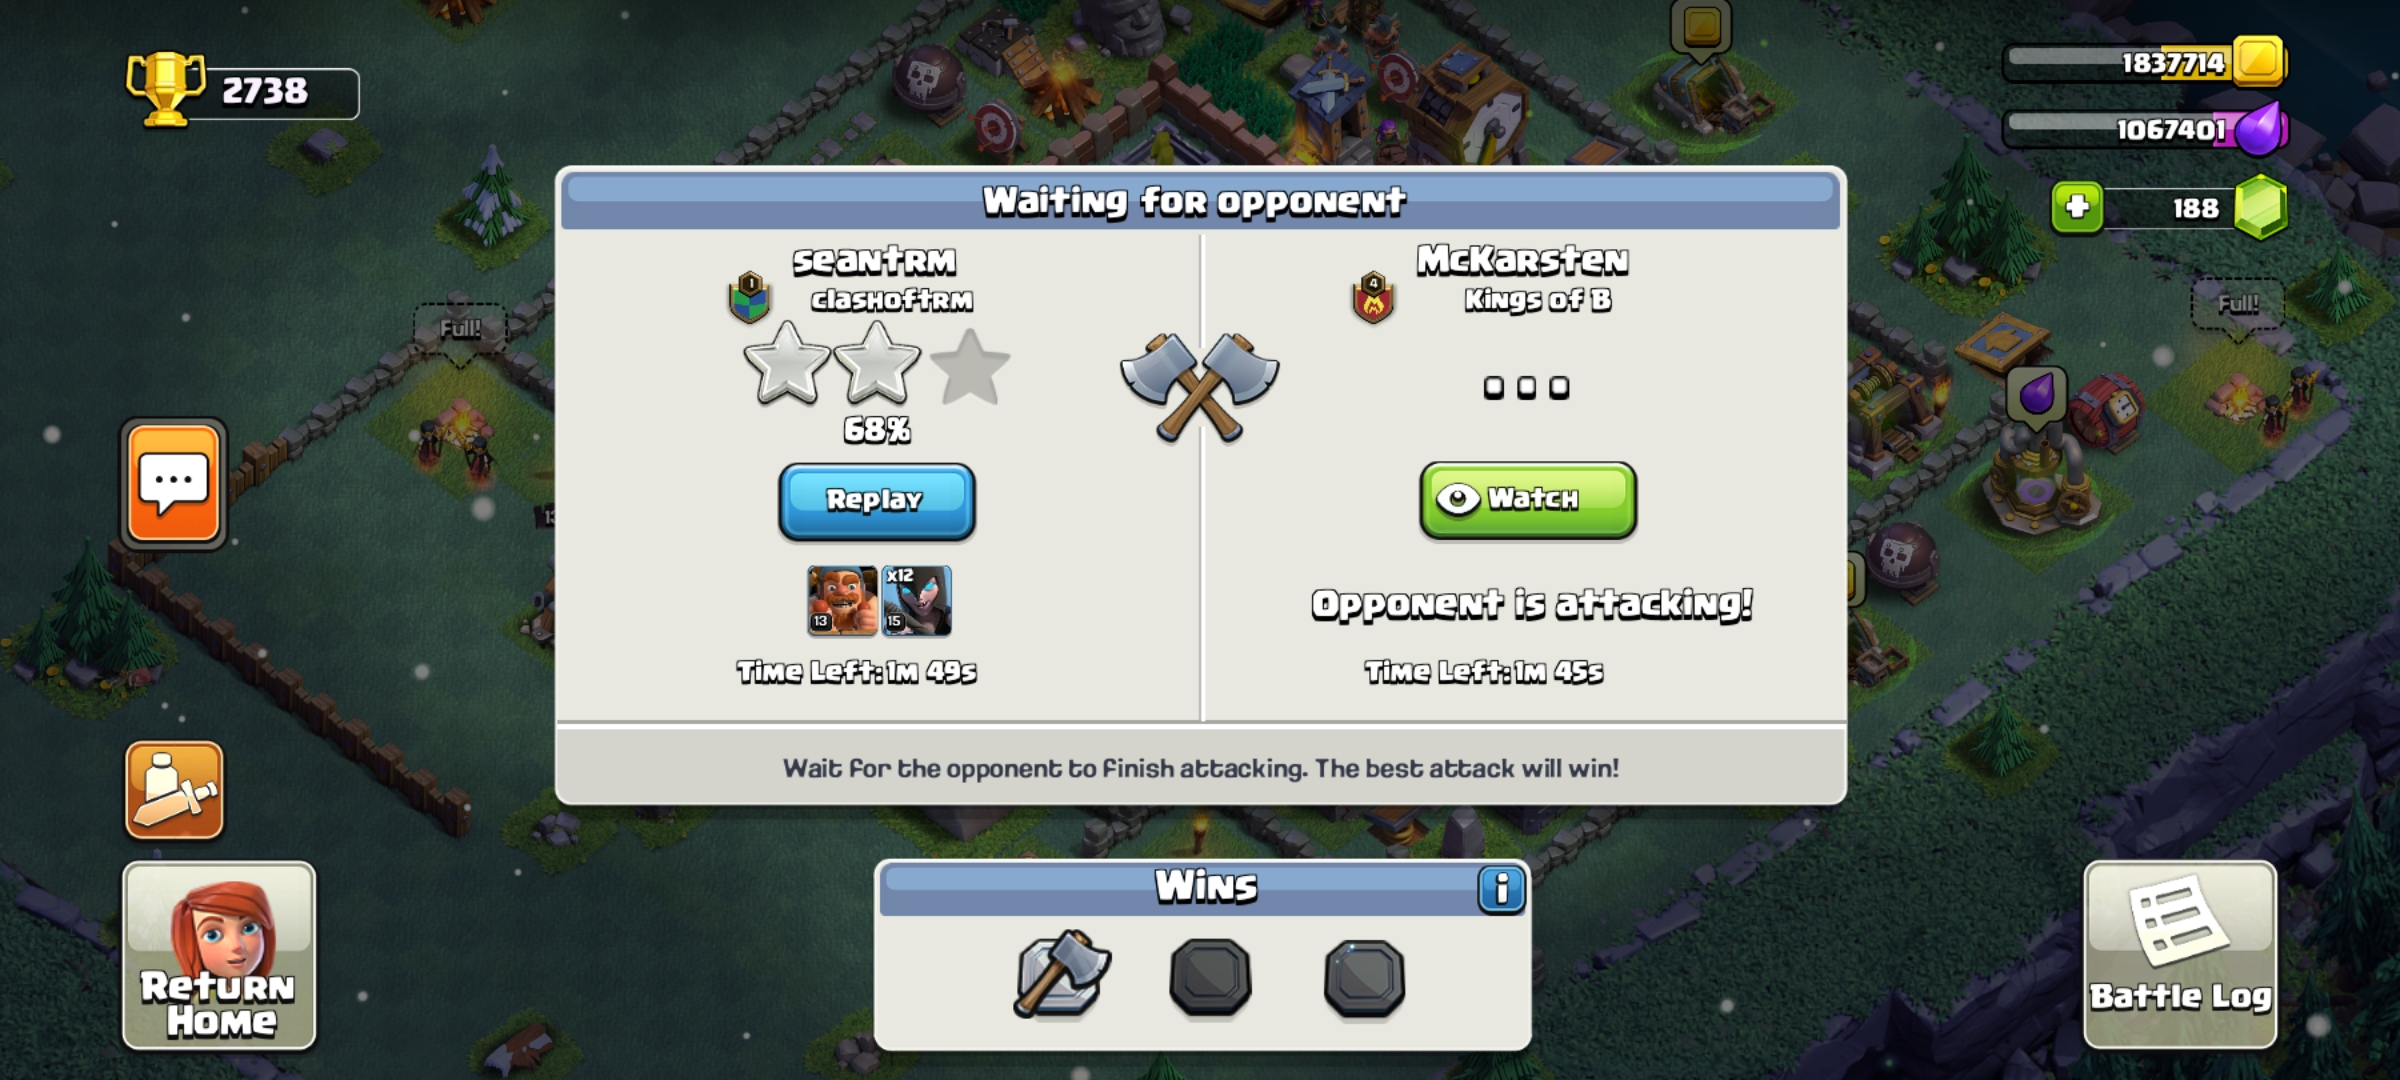 2738
1837714
1067401
188
Waiting for opponent
seantrm
1
clashoftrm
McKarsten
4
Kings of B
Full!
Full!
68%
Replay
Watch
x12
13
15
Opponent is attacking!
Time Left:1m 49s
Time Left:1m 45s
Wait for the opponent to finish attacking. The best attack will win!
Wins
i
Return
Home
Battle Log